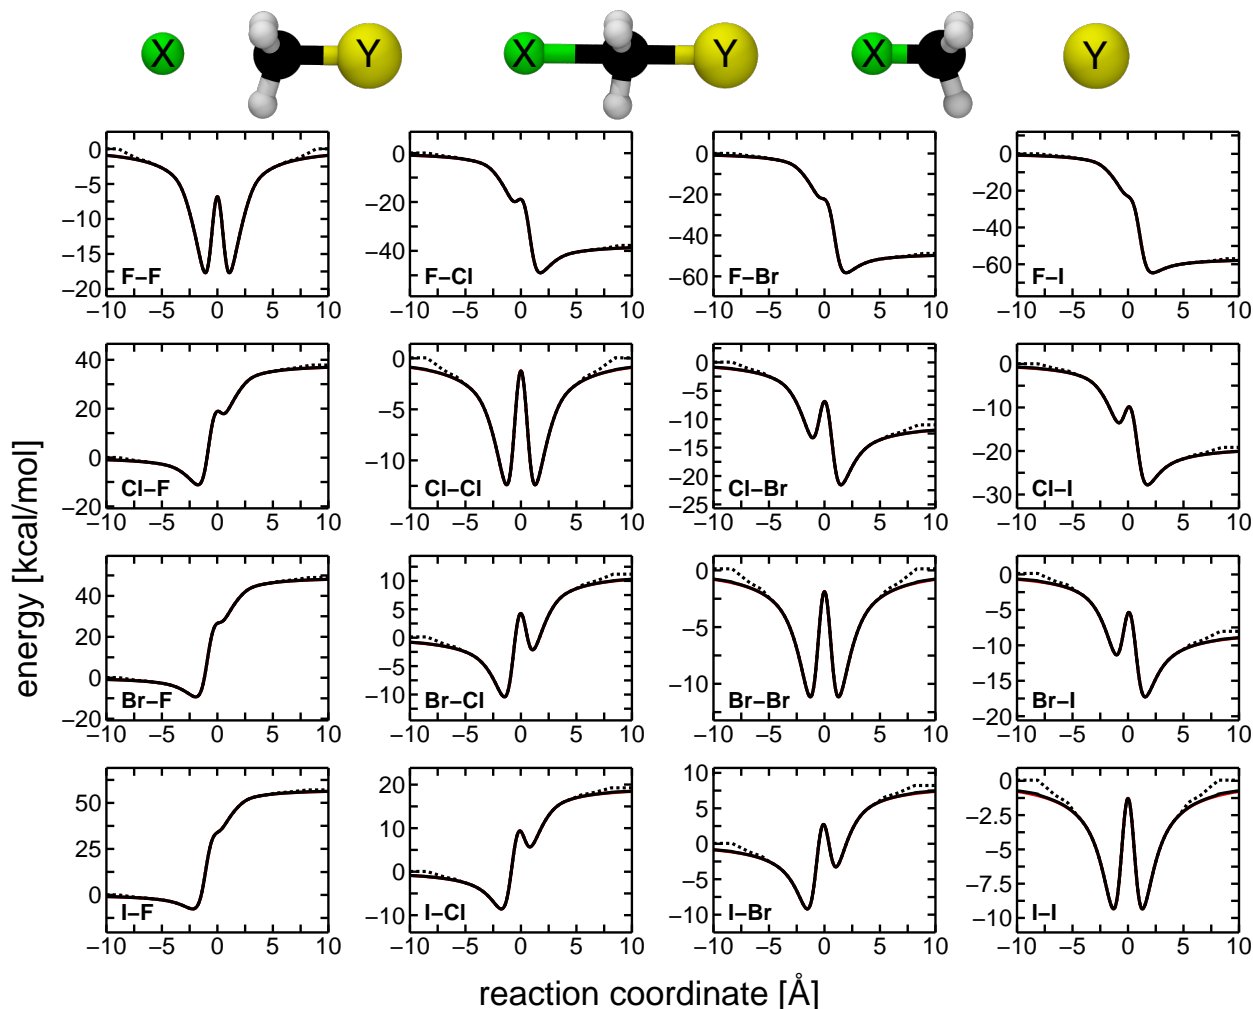 X Y X Y X Y
0
−5
−10
−15
−20
F−F
−10 −5 0 5 10
0
−20
−40
F−Cl
−10 −5 0 5 10
0
−20
−40
−60
F−Br
−10 −5 0 5 10
0
−20
−40
−60
F−I
−10 −5 0 5 10
40
20
0
−20
Cl−F
−10 −5 0 5 10
0
−5
−10
Cl−Cl
−10 −5 0 5 10
0
−5
−10
−15
−20
−25
Cl−Br
−10 −5 0 5 10
0
−10
−20
−30
Cl−I
−10 −5 0 5 10
energy [kcal/mol]
40
20
0
−20
Br−F
−10 −5 0 5 10
10
5
0
−5
−10
Br−Cl
−10 −5 0 5 10
0
−5
−10
Br−Br
−10 −5 0 5 10
0
−5
−10
−15
−20
Br−I
−10 −5 0 5 10
50
25
0
I−F
−10 −5 0 5 10
20
10
0
−10
I−Cl
−10 −5 0 5 10
10
5
0
−5
−10
I−Br
−10 −5 0 5 10
0
−2.5
−5
−7.5
−10
I−I
−10 −5 0 5 10
reaction coordinate [Å]